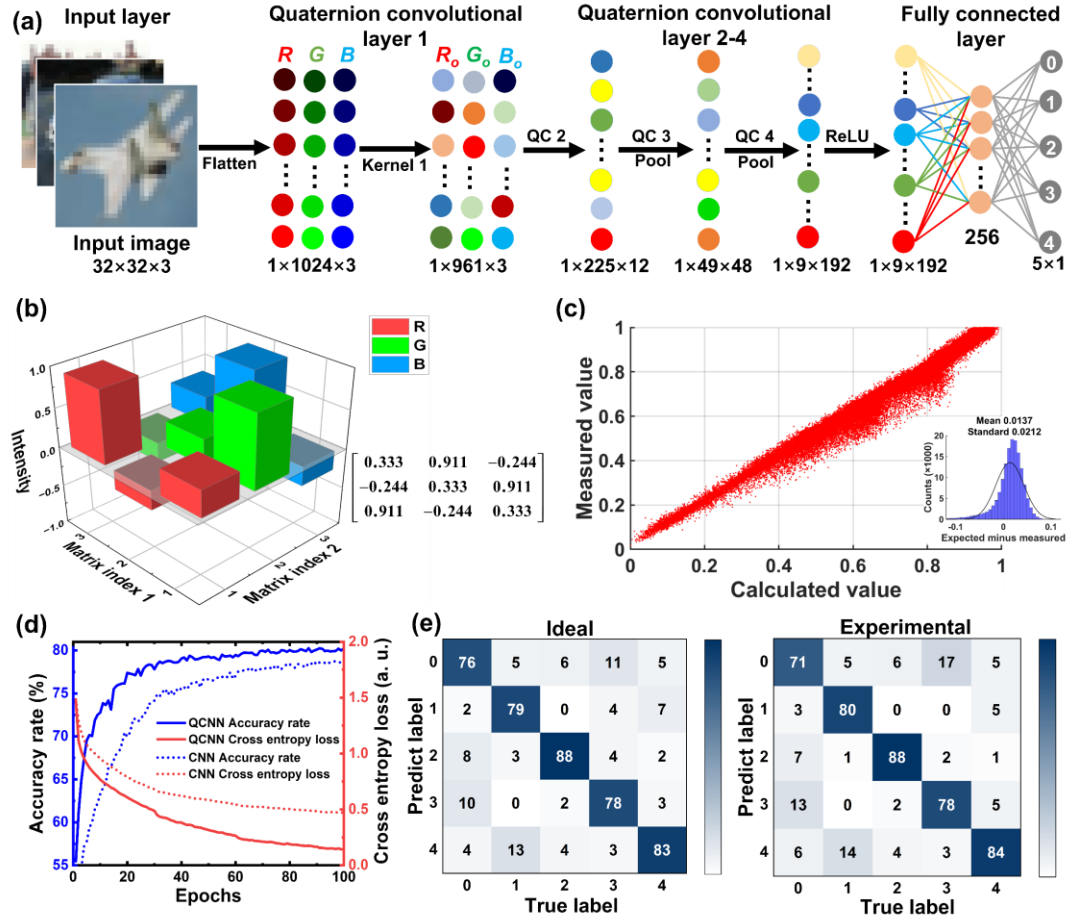 (a)
Input layer
Quaternion convolutional
layer 1
Quaternion convolutional
layer 2-4
Fully connected
layer
R G B
Rₒ Gₒ Bₒ
Flatten
Kernel 1
QC 2
QC 3
Pool
QC 4
Pool
ReLU
0
1
2
3
4
256
Input image
32×32×3
1×1024×3
1×961×3
1×225×12
1×49×48
1×9×192
1×9×192
5×1
(b)
R
G
B
Intensity
1.0
0.5
0.0
−0.5
−1.0
Matrix index 1
3
2
1
Matrix index 2
1
2
3
0.333 0.911 −0.244
−0.244 0.333 0.911
0.911 −0.244 0.333
(c)
Measured value
1
0.8
0.6
0.4
0.2
0
0 0.2 0.4 0.6 0.8 1
Calculated value
Mean 0.0137
Standard 0.0212
Counts (×1000)
20
15
10
5
0
-0.1 0 0.1
Expected minus measured
(d)
Accuracy rate (%)
80
75
70
65
60
55
QCNN Accuracy rate
QCNN Cross entropy loss
CNN Accuracy rate
CNN Cross entropy loss
2.0
1.5
1.0
0.5
0.0
Cross entropy loss (a. u.)
0 20 40 60 80 100
Epochs
(e)
Ideal
Predict label
0 76 5 6 11 5
1 2 79 0 4 7
2 8 3 88 4 2
3 10 0 2 78 3
4 4 13 4 3 83
0 1 2 3 4
True label
Experimental
Predict label
0 71 5 6 17 5
1 3 80 0 0 5
2 7 1 88 2 1
3 13 0 2 78 5
4 6 14 4 3 84
0 1 2 3 4
True label